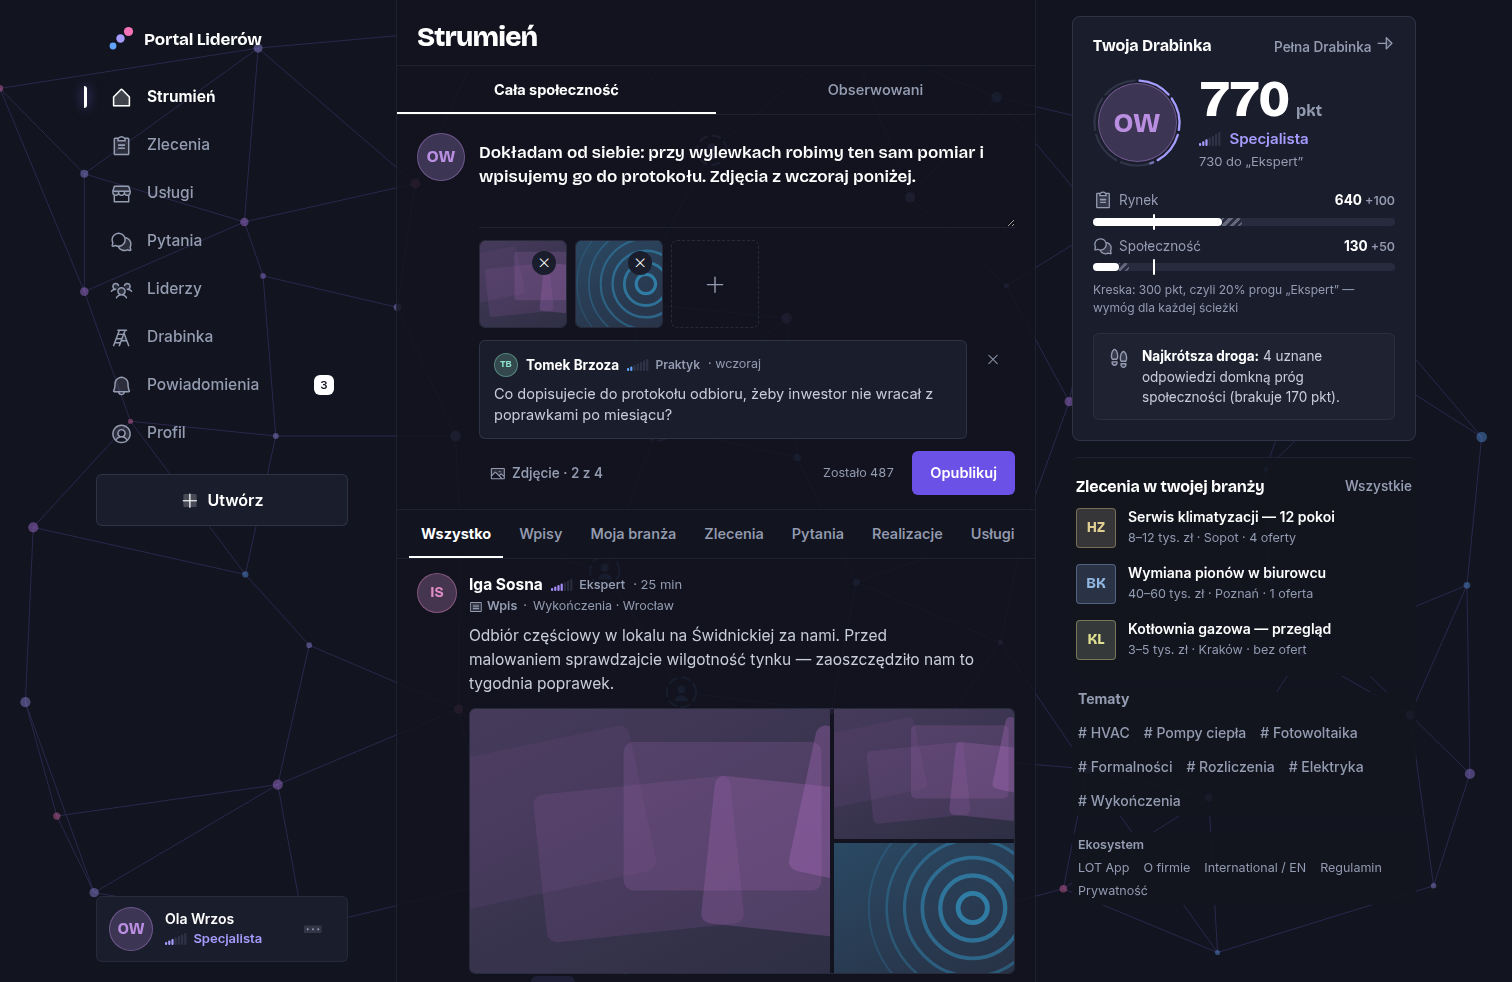 Portal Liderów
Strumień
Zlecenia
Usługi
Pytania
Liderzy
Drabinka
Powiadomienia 3
Profil
Utwórz
OW Ola Wrzos
Specjalista
Strumień
Cała społeczność Obserwowani
OW
Dokładam od siebie: przy wylewkach robimy ten sam pomiar i
wpisujemy go do protokołu. Zdjęcia z wczoraj poniżej.
TB Tomek Brzoza Praktyk · wczoraj
Co dopisujecie do protokołu odbioru, żeby inwestor nie wracał z
poprawkami po miesiącu?
Zdjęcie · 2 z 4 Zostało 487 Opublikuj
Wszystko Wpisy Moja branża Zlecenia Pytania Realizacje Usługi
IS Iga Sosna Ekspert · 25 min
Wpis · Wykończenia · Wrocław
Odbiór częściowy w lokalu na Świdnickiej za nami. Przed
malowaniem sprawdzajcie wilgotność tynku — zaoszczędziło nam to
tygodnia poprawek.
Twoja Drabinka Pełna Drabinka
OW 770 pkt
Specjalista
730 do „Ekspert”
Rynek 640 +100
Społeczność 130 +50
Kreska: 300 pkt, czyli 20% progu „Ekspert” —
wymóg dla każdej ścieżki
Najkrótsza droga: 4 uznane
odpowiedzi domkną próg
społeczności (brakuje 170 pkt).
Zlecenia w twojej branży Wszystkie
HZ Serwis klimatyzacji — 12 pokoi
8–12 tys. zł · Sopot · 4 oferty
BK Wymiana pionów w biurowcu
40–60 tys. zł · Poznań · 1 oferta
KL Kotłownia gazowa — przegląd
3–5 tys. zł · Kraków · bez ofert
Tematy
# HVAC # Pompy ciepła # Fotowoltaika
# Formalności # Rozliczenia # Elektryka
# Wykończenia
Ekosystem
LOT App O firmie International / EN Regulamin
Prywatność